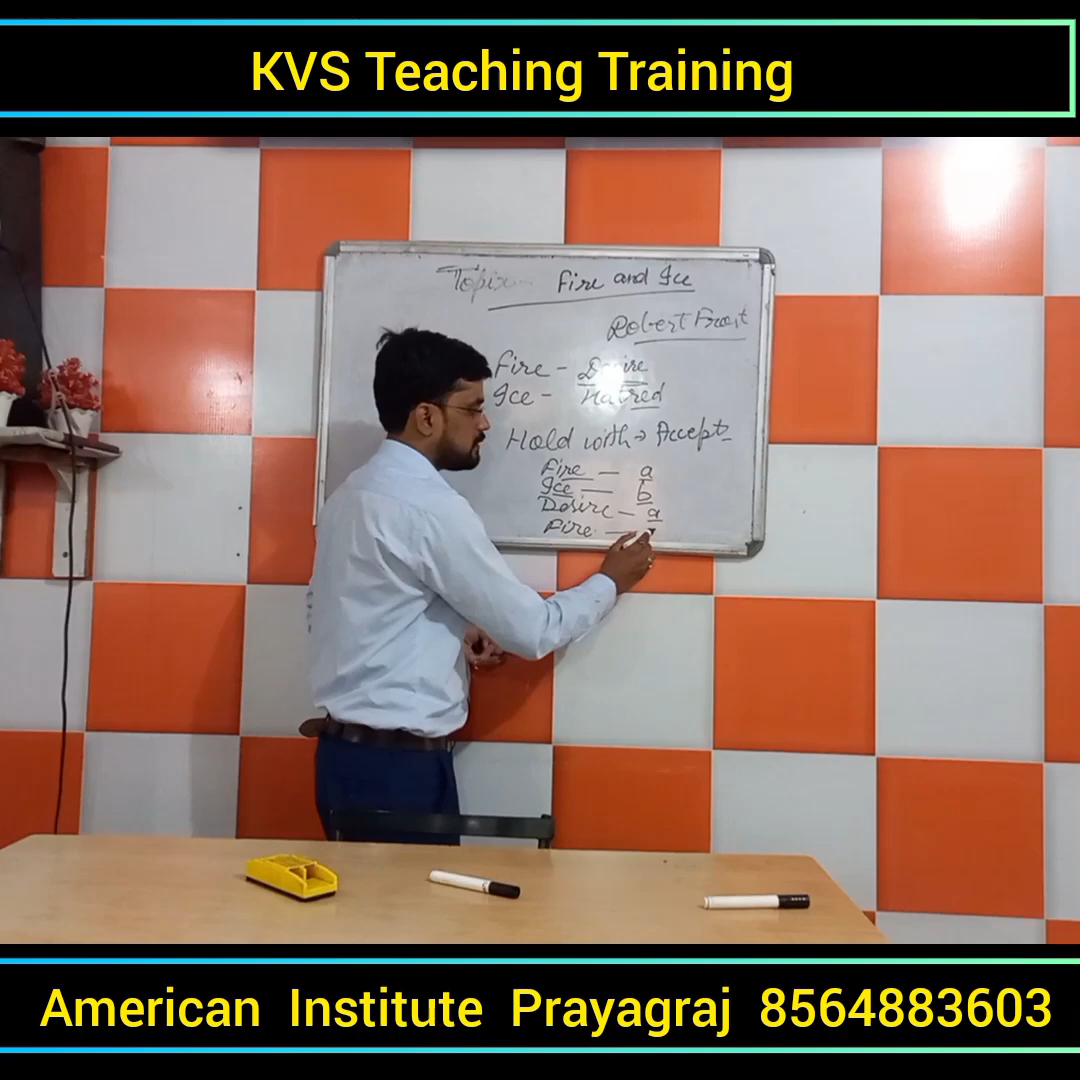 KVS Teaching Training
Topic Fire and Ice
Robert Frost
Fire - Desire
Ice - Hatred
Hold with → Accept
Fire - a
Ice - b
Desire - a
Fire -
American Institute Prayagraj 8564883603